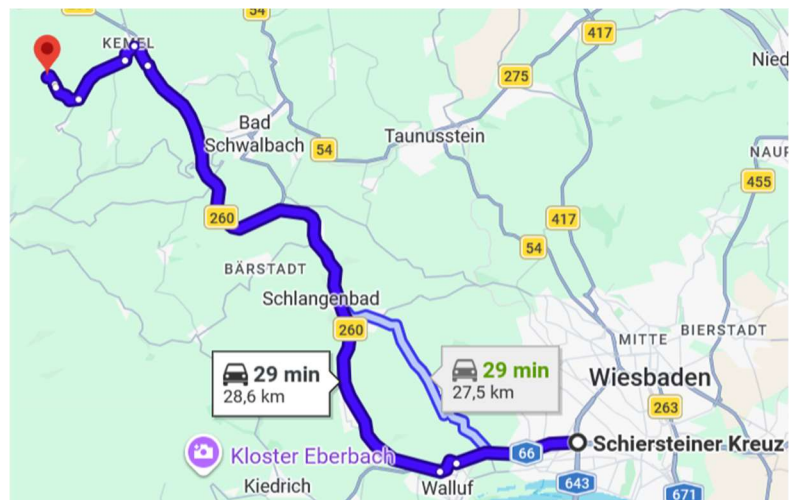 54
417
KEMEL
Nied
275
Bad
Schwalbach
54
Taunusstein
NAUR
455
260
417
54
BÄRSTADT
Schlangenbad
260
MITTE
BIERSTADT
29 min
28,6 km
29 min
27,5 km
Wiesbaden
263
66
Schiersteiner Kreuz
Kloster Eberbach
Kiedrich
Walluf
643
671